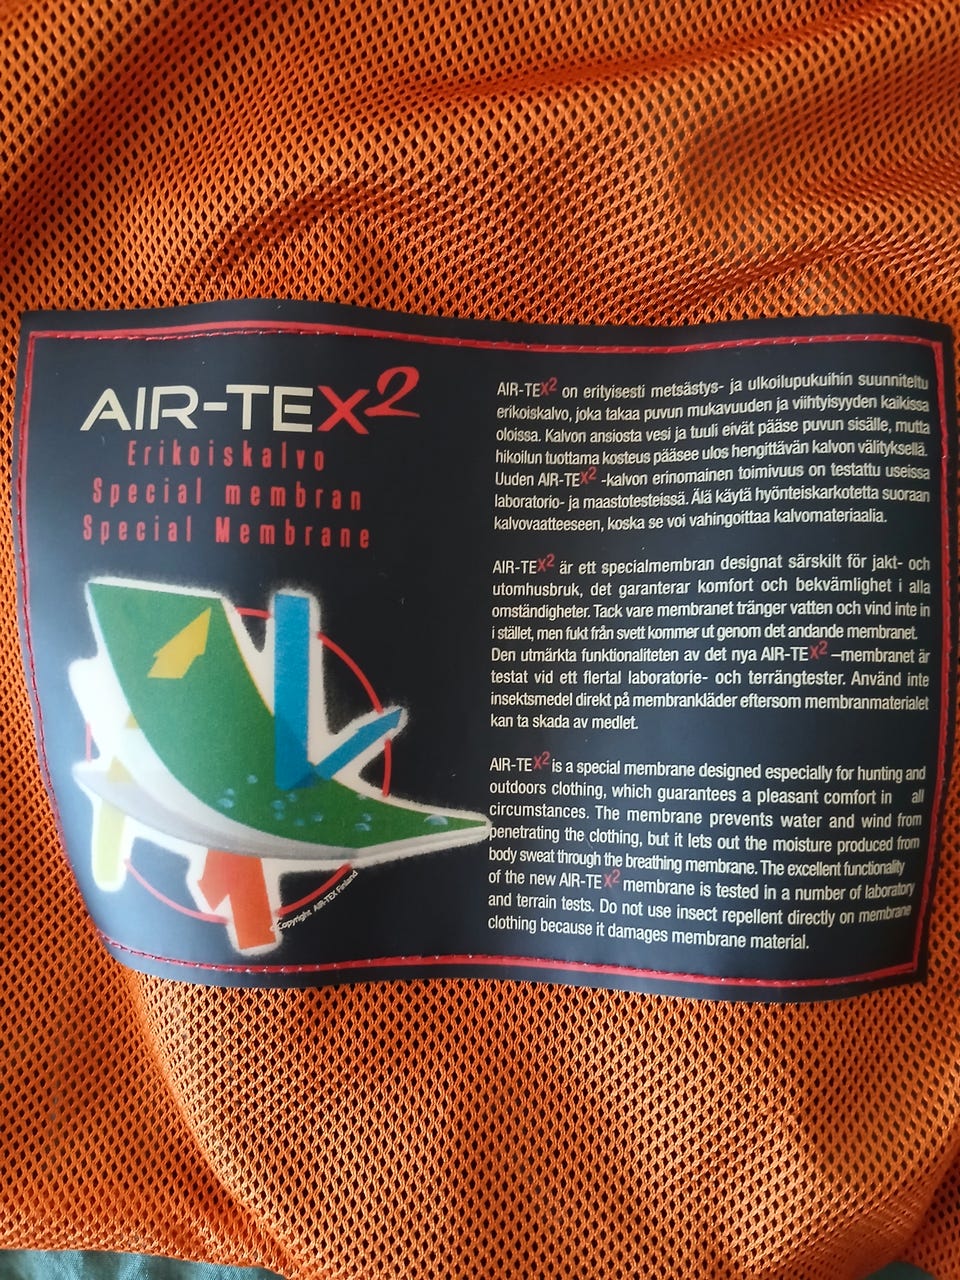 AIR-TEX2
Erikoiskalvo
Special membran
Special Membrane
Copyright AIR-TEX Finland
AIR-TEX2 on erityisesti metsästys- ja ulkoilupukuihin suunniteltu
erikoiskalvo, joka takaa puvun mukavuuden ja viihtyisyyden kaikissa
oloissa. Kalvon ansiosta vesi ja tuuli eivät pääse puvun sisälle, mutta
hikoilun tuottama kosteus pääsee ulos hengittävän kalvon välityksellä.
Uuden AIR-TEX2 -kalvon erinomainen toimivuus on testattu useissa
laboratorio- ja maastotesteissä. Älä käytä hyönteiskarkotetta suoraan
kalvovaatteeseen, koska se voi vahingoittaa kalvomateriaalia.
AIR-TEX2 är ett specialmembran designat särskilt för jakt- och
utomhusbruk, det garanterar komfort och bekvämlighet i alla
omständigheter. Tack vare membranet tränger vatten och vind inte in
i stället, men fukt från svett kommer ut genom det andande membranet.
Den utmärkta funktionaliteten av det nya AIR-TEX2 –membranet är
testat vid ett flertal laboratorie- och terrängtester. Använd inte
insektsmedel direkt på membrankläder eftersom membranmaterialet
kan ta skada av medlet.
AIR-TEX2 is a special membrane designed especially for hunting and
outdoors clothing, which guarantees a pleasant comfort in all
circumstances. The membrane prevents water and wind from
penetrating the clothing, but it lets out the moisture produced from
body sweat through the breathing membrane. The excellent functionality
of the new AIR-TEX2 membrane is tested in a number of laboratory
and terrain tests. Do not use insect repellent directly on membrane
clothing because it damages membrane material.